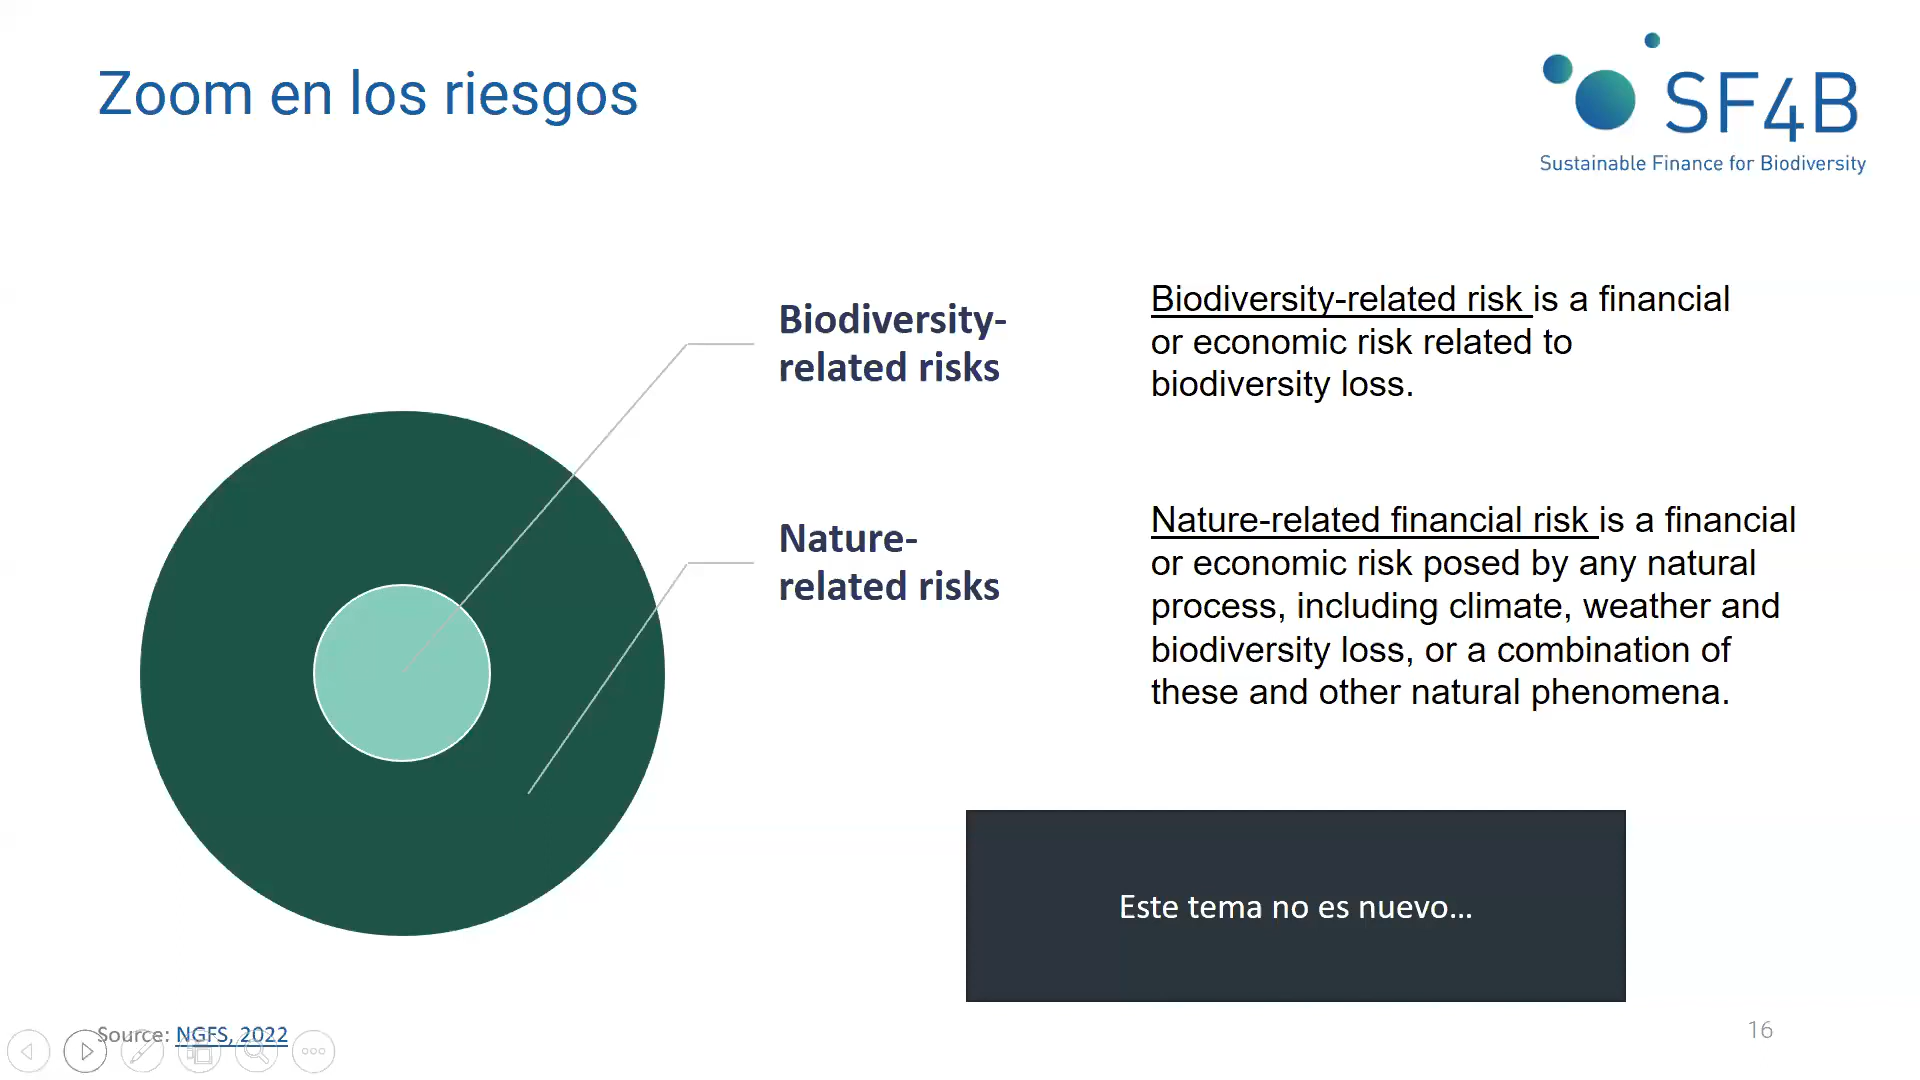 Zoom en los riesgos
SF4B
Sustainable Finance for Biodiversity
Biodiversity-
related risks
Biodiversity-related risk is a financial
or economic risk related to
biodiversity loss.
Nature-
related risks
Nature-related financial risk is a financial
or economic risk posed by any natural
process, including climate, weather and
biodiversity loss, or a combination of
these and other natural phenomena.
Este tema no es nuevo...
Source: NGFS, 2022
16